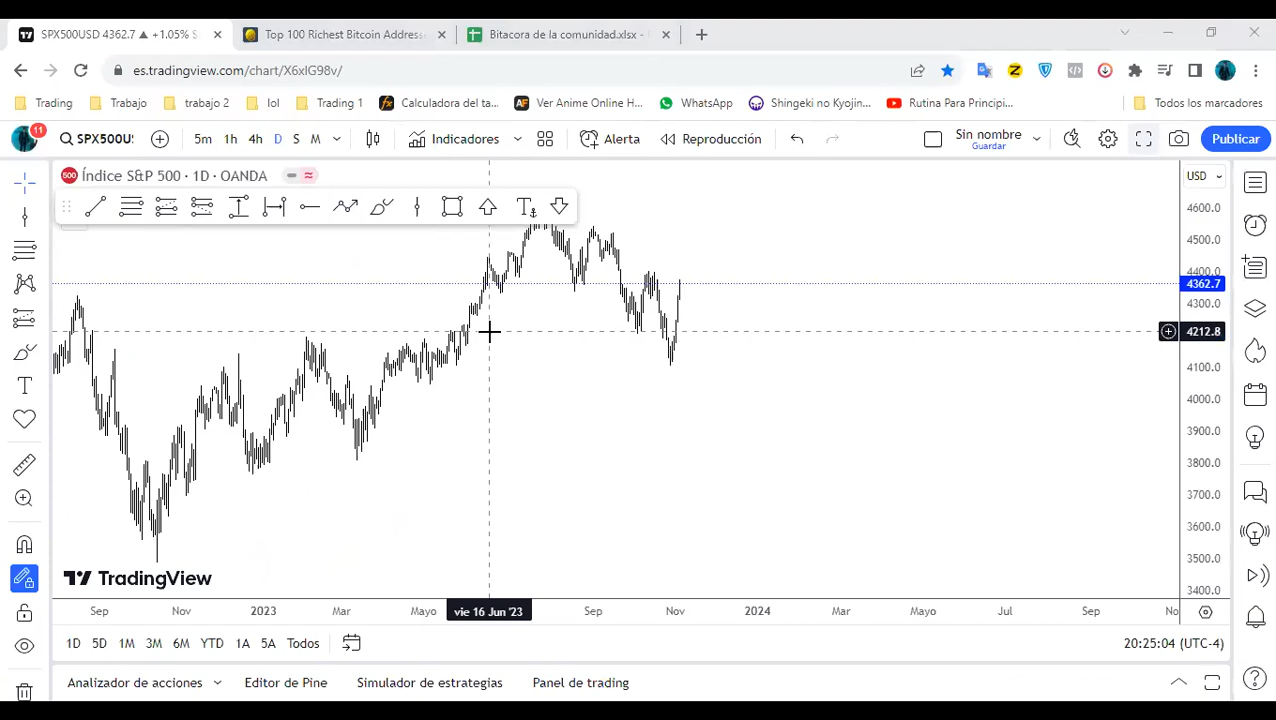 SPX500USD 4362.7 ▲ +1.05% S
Top 100 Richest Bitcoin Address
Bitacora de la comunidad.xlsx -
es.tradingview.com/chart/X6xIG98v/
Trading
Trabajo
trabajo 2
lol
Trading 1
Calculadora del ta...
Ver Anime Online H...
WhatsApp
Shingeki no Kyojin...
Rutina Para Principi...
Todos los marcadores
11
SPX500U
5m 1h 4h D S M
Indicadores
Alerta
Reproducción
Sin nombre
Guardar
Publicar
500 Índice S&P 500 · 1D · OANDA
USD
4600.0
4500.0
4400.0
4362.7
4300.0
4212.8
4100.0
4000.0
3900.0
3800.0
3700.0
3600.0
3500.0
3400.0
TradingView
Sep Nov 2023 Mar Mayo vie 16 Jun '23 Sep Nov 2024 Mar Mayo Jul Sep No
1D 5D 1M 3M 6M YTD 1A 5A Todos
20:25:04 (UTC-4)
Analizador de acciones
Editor de Pine
Simulador de estrategias
Panel de trading